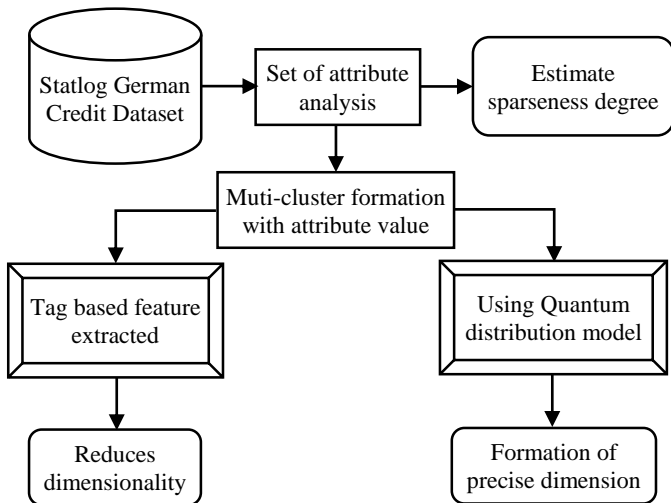 Statlog German
Credit Dataset
Set of attribute
analysis
Estimate
sparseness degree
Muti-cluster formation
with attribute value
Tag based feature
extracted
Using Quantum
distribution model
Reduces
dimensionality
Formation of
precise dimension